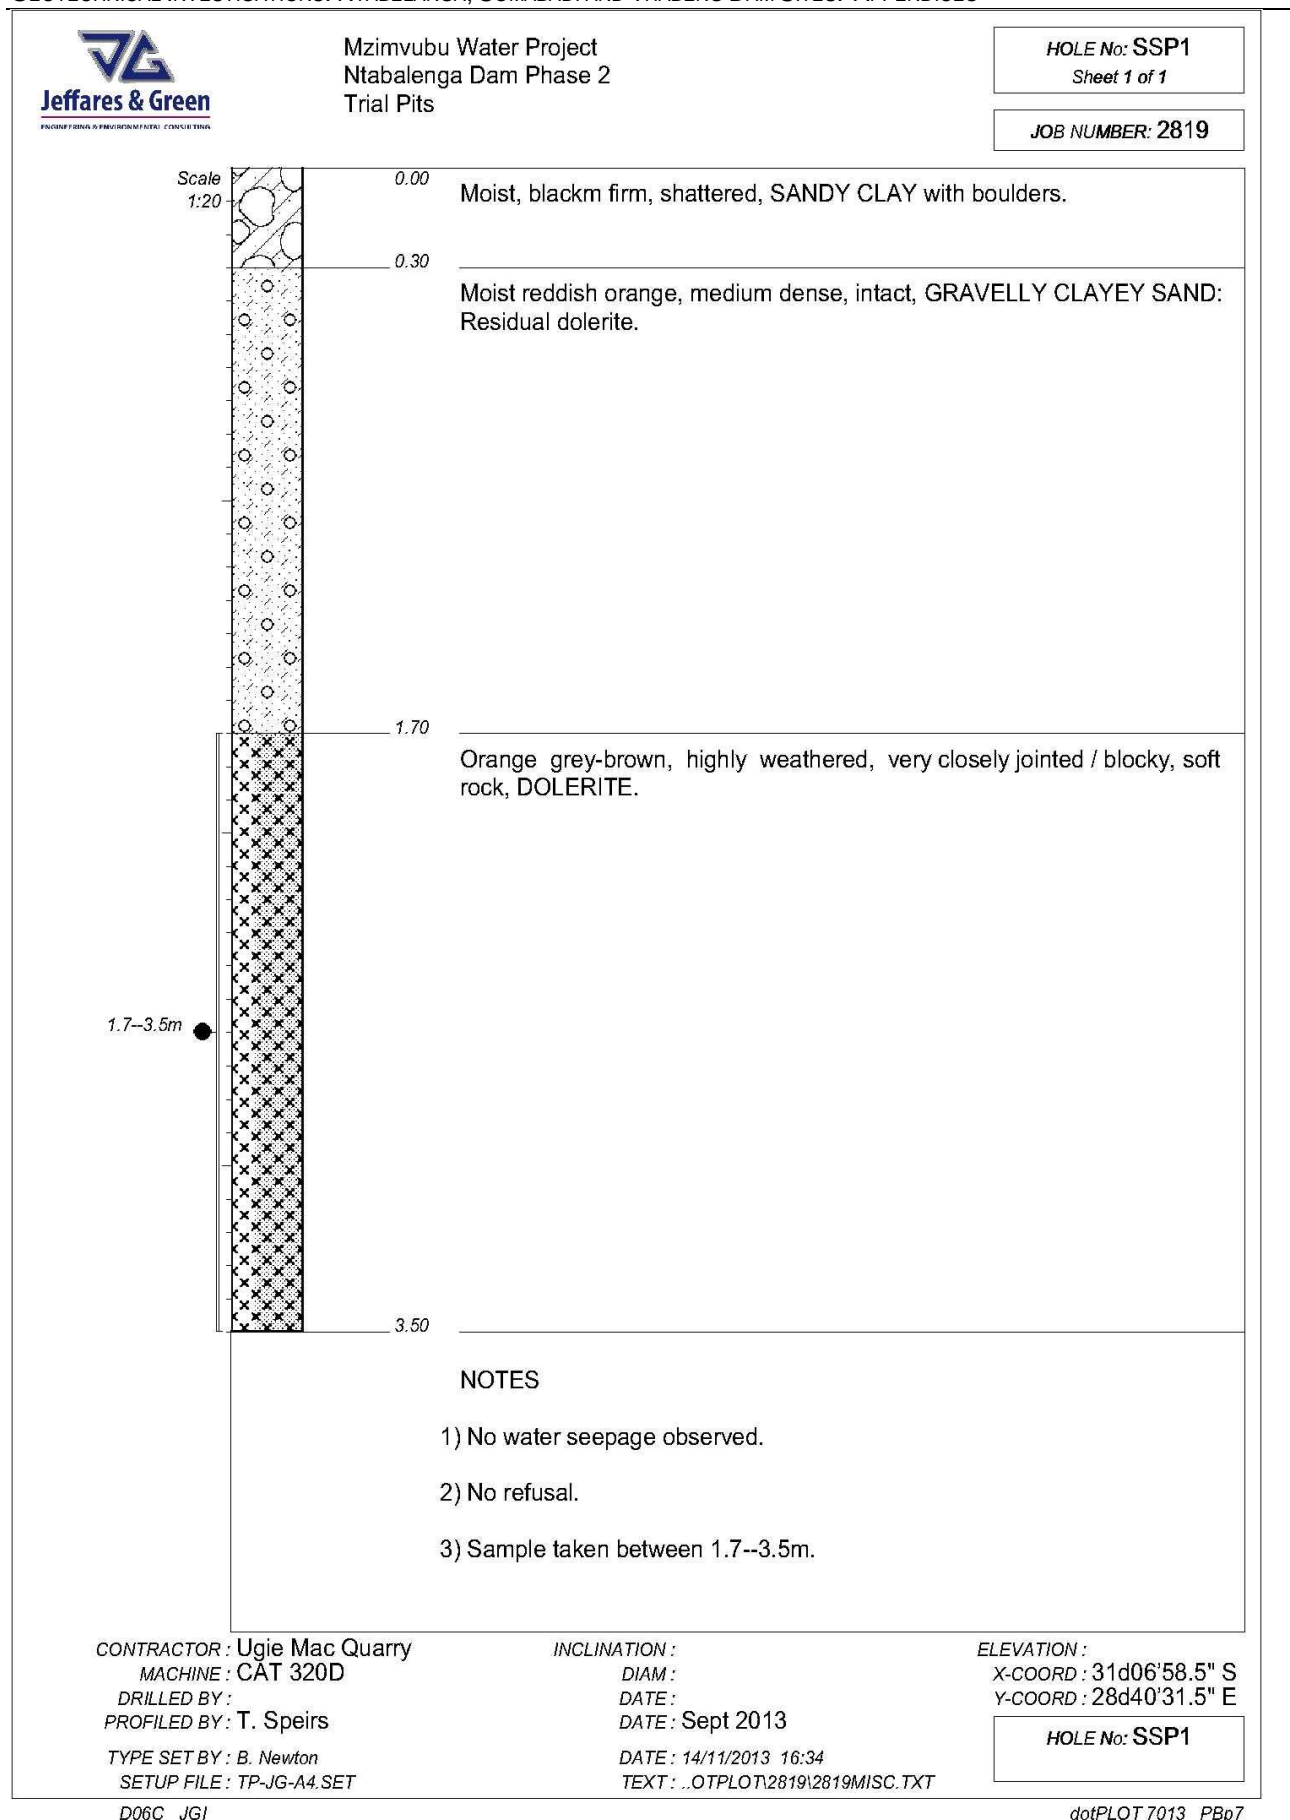 Jeffares & Green
ENGINEERING & ENVIRONMENTAL CONSULTING
Mzimvubu Water Project
Ntabalenga Dam Phase 2
Trial Pits
HOLE No: SSP1
Sheet 1 of 1
JOB NUMBER: 2819
Scale
1:20
0.00
Moist, blackm firm, shattered, SANDY CLAY with boulders.
0.30
Moist reddish orange, medium dense, intact, GRAVELLY CLAYEY SAND:
Residual dolerite.
1.70
Orange grey-brown, highly weathered, very closely jointed / blocky, soft
rock, DOLERITE.
1.7--3.5m
3.50
NOTES
1) No water seepage observed.
2) No refusal.
3) Sample taken between 1.7--3.5m.
CONTRACTOR : Ugie Mac Quarry
MACHINE : CAT 320D
DRILLED BY :
PROFILED BY : T. Speirs
TYPE SET BY : B. Newton
SETUP FILE : TP-JG-A4.SET
INCLINATION :
DIAM :
DATE :
DATE : Sept 2013
DATE : 14/11/2013 16:34
TEXT : ..OTPLOT\2819\2819MISC.TXT
ELEVATION :
X-COORD : 31d06'58.5" S
Y-COORD : 28d40'31.5" E
HOLE No: SSP1
D06C JGI
dotPLOT 7013 PBp7